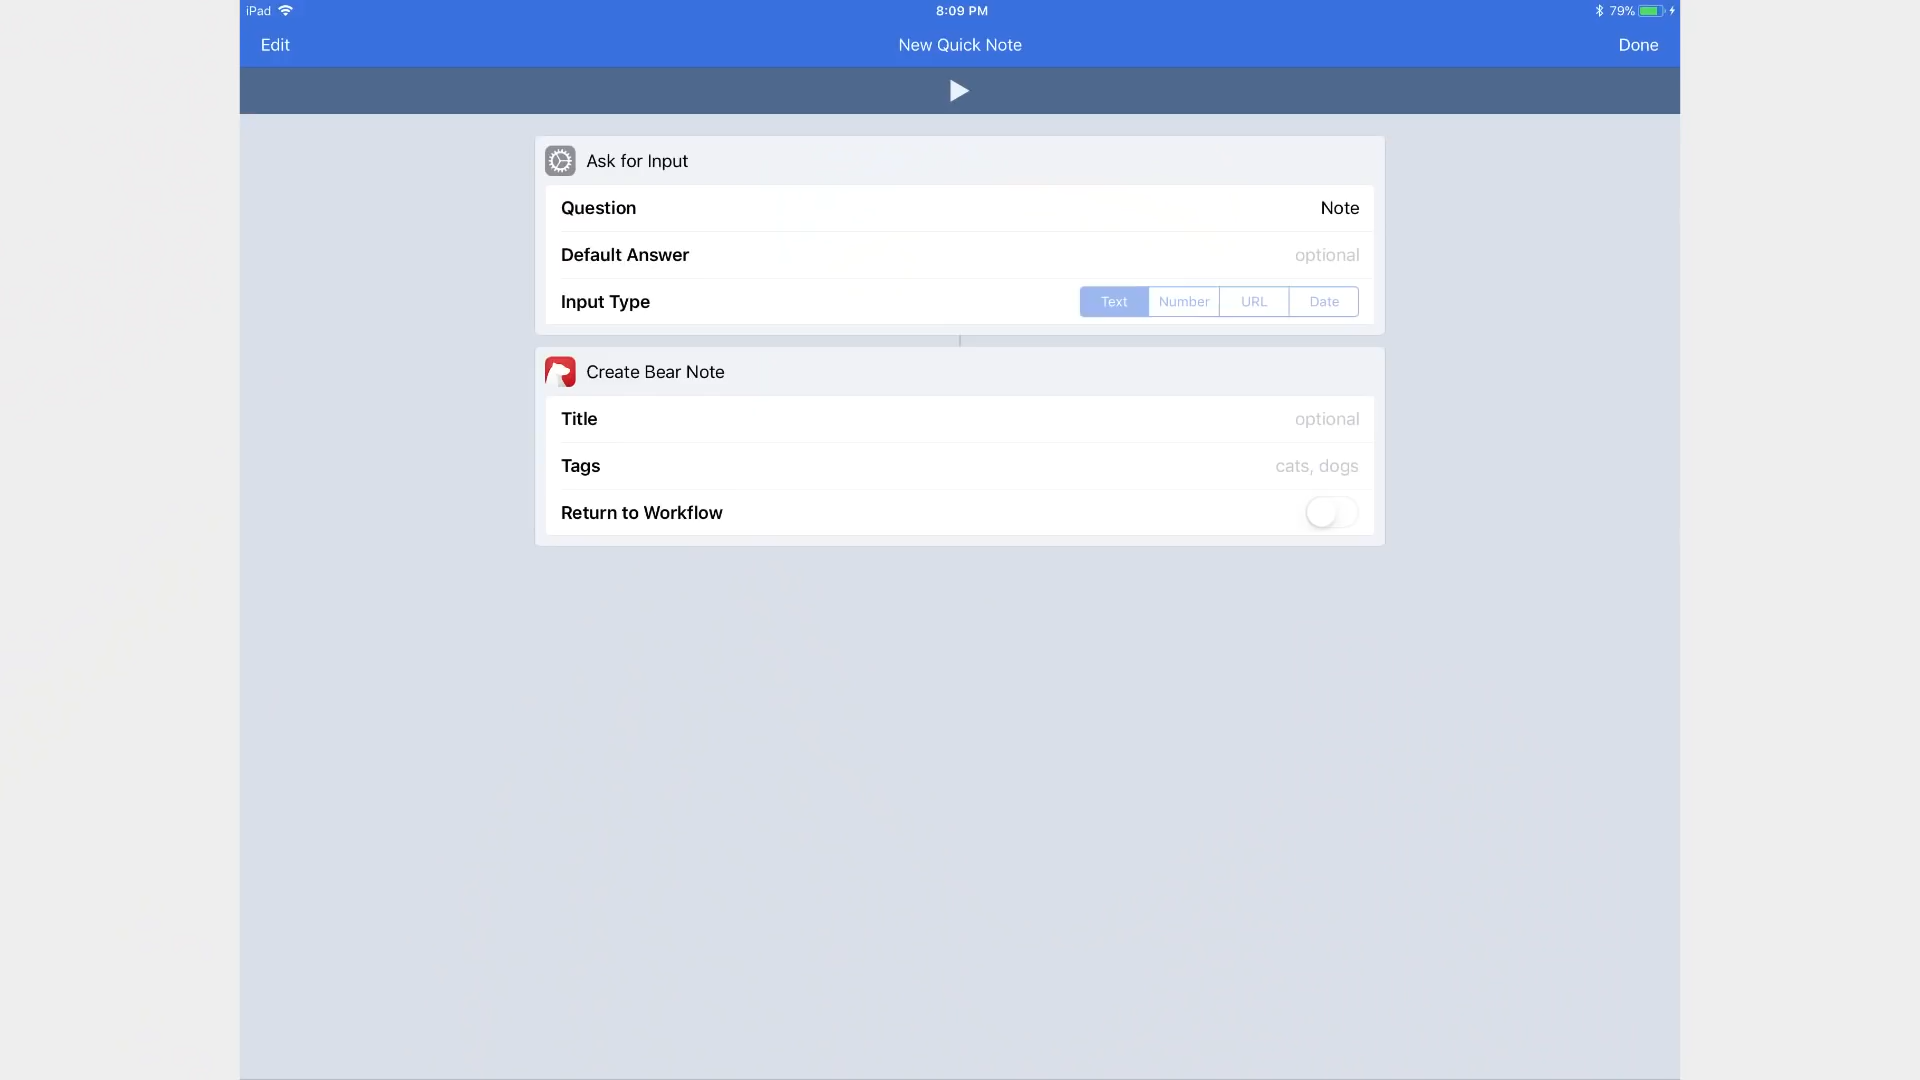 iPad 8:09 PM 79%
Edit New Quick Note Done
Ask for Input
Question Note
Default Answer optional
Input Type Text Number URL Date
Create Bear Note
Title optional
Tags cats, dogs
Return to Workflow